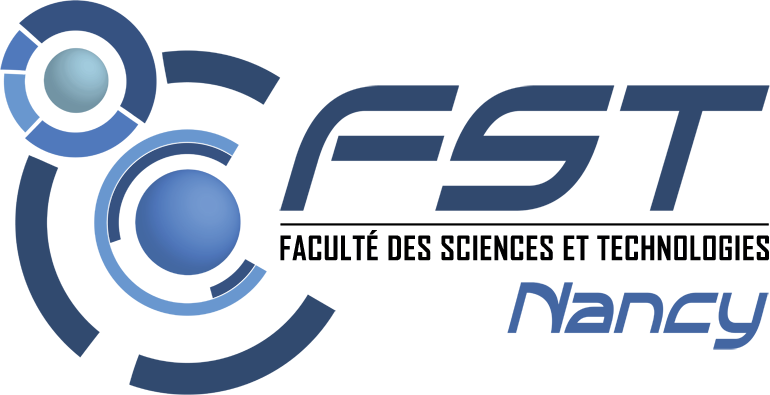 FST
FACULTÉ DES SCIENCES ET TECHNOLOGIES
Nancy